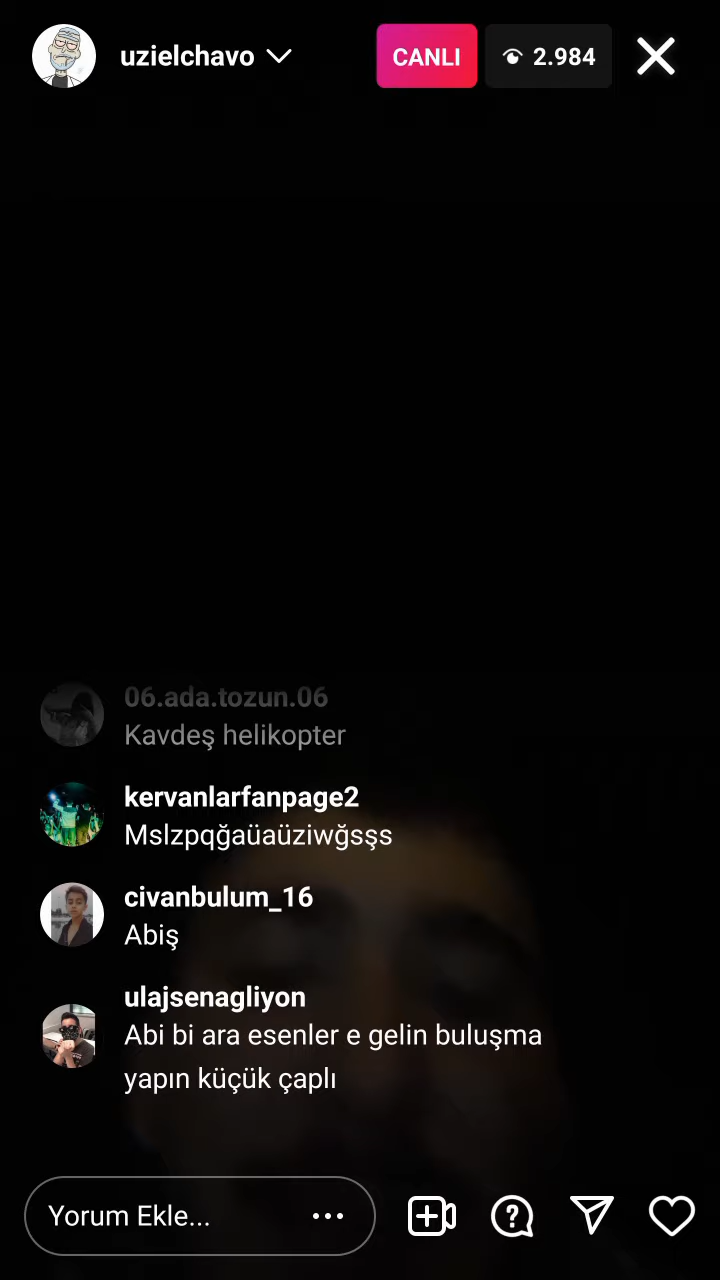 uzielchavo
CANLI
2.984
06.ada.tozun.06
Kavdeş helikopter
kervanlarfanpage2
Mslzpqğaüaüziwğsşs
civanbulum_16
Abiş
ulajsenagliyon
Abi bi ara esenler e gelin buluşma
yapın küçük çaplı
Yorum Ekle...